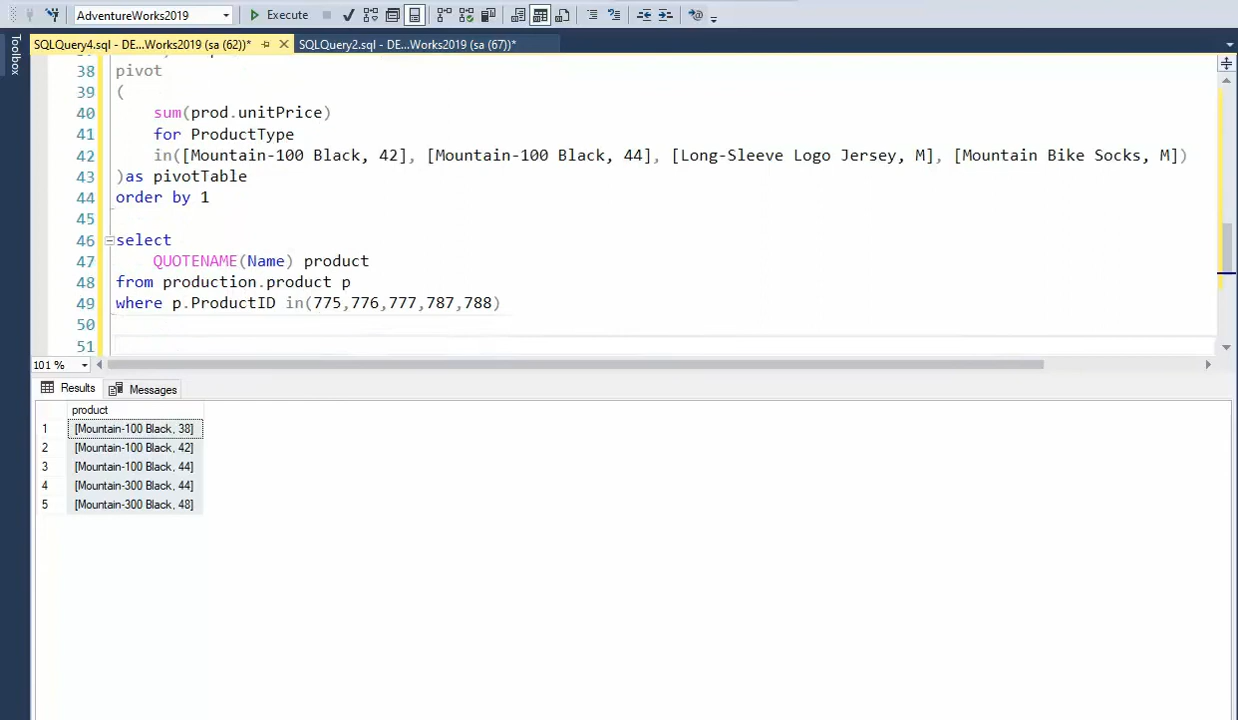 AdventureWorks2019 Execute
Toolbox
SQLQuery4.sql - DE...Works2019 (sa (62))* SQLQuery2.sql - DE...Works2019 (sa (67))*
38 pivot
39 (
40 sum(prod.unitPrice)
41 for ProductType
42 in([Mountain-100 Black, 42], [Mountain-100 Black, 44], [Long-Sleeve Logo Jersey, M], [Mountain Bike Socks, M])
43 )as pivotTable
44 order by 1
45
46 select
47 QUOTENAME(Name) product
48 from production.product p
49 where p.ProductID in(775,776,777,787,788)
50
51
101 %
Results Messages
product
1 [Mountain-100 Black, 38]
2 [Mountain-100 Black, 42]
3 [Mountain-100 Black, 44]
4 [Mountain-300 Black, 44]
5 [Mountain-300 Black, 48]